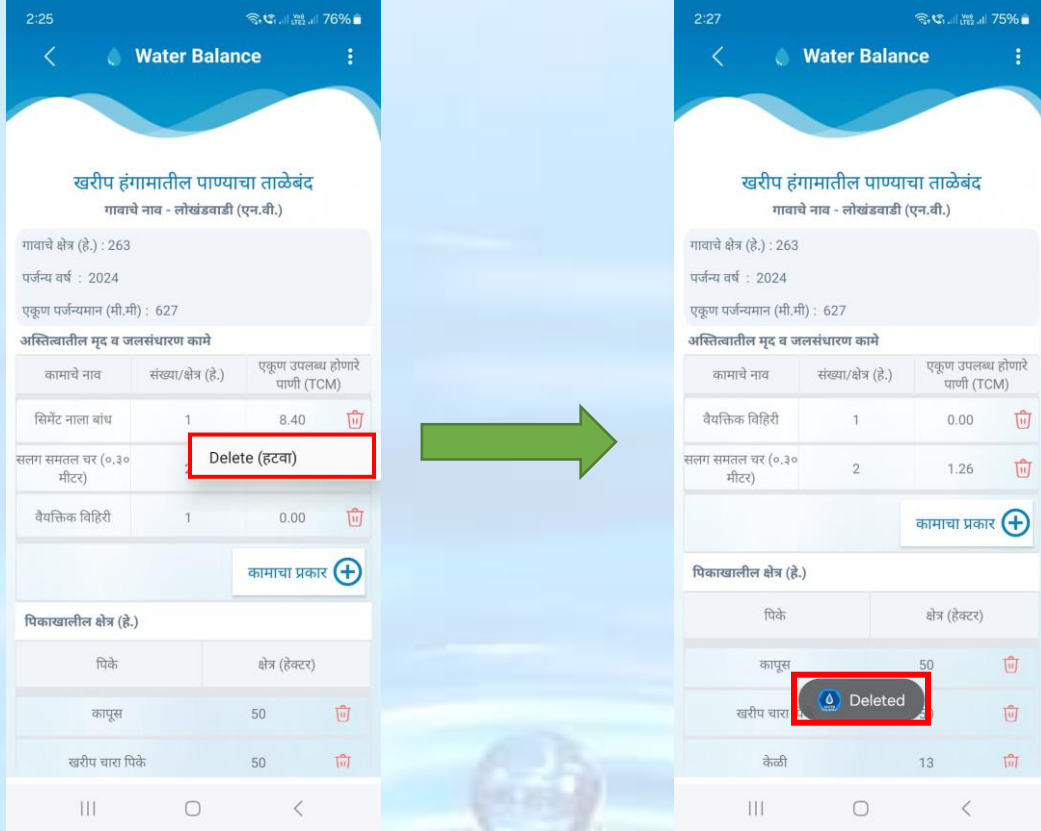 2:25 76%
Water Balance
खरीप हंगामातील पाण्याचा ताळेबंद
गावाचे नाव - लोखंडवाडी (एन.वी.)
गावाचे क्षेत्र (हे.) : 263
पर्जन्य वर्ष : 2024
एकूण पर्जन्यमान (मी.मी) : 627
अस्तित्वातील मृद व जलसंधारण कामे
कामाचे नाव संख्या/क्षेत्र (हे.) एकूण उपलब्ध होणारे
पाणी (TCM)
सिमेंट नाला बांध 1 8.40
Delete (हटवा)
सलग समतल चर (०.३०
मीटर)
वैयक्तिक विहिरी 1 0.00
कामाचा प्रकार
पिकाखालील क्षेत्र (हे.)
पिके क्षेत्र (हेक्टर)
कापूस 50
खरीप चारा पिके 50
2:27 75%
Water Balance
खरीप हंगामातील पाण्याचा ताळेबंद
गावाचे नाव - लोखंडवाडी (एन.वी.)
गावाचे क्षेत्र (हे.) : 263
पर्जन्य वर्ष : 2024
एकूण पर्जन्यमान (मी.मी) : 627
अस्तित्वातील मृद व जलसंधारण कामे
कामाचे नाव संख्या/क्षेत्र (हे.) एकूण उपलब्ध होणारे
पाणी (TCM)
वैयक्तिक विहिरी 1 0.00
सलग समतल चर (०.३० 2 1.26
मीटर)
कामाचा प्रकार
पिकाखालील क्षेत्र (हे.)
पिके क्षेत्र (हेक्टर)
कापूस 50
Deleted
खरीप चारा
केळी 13